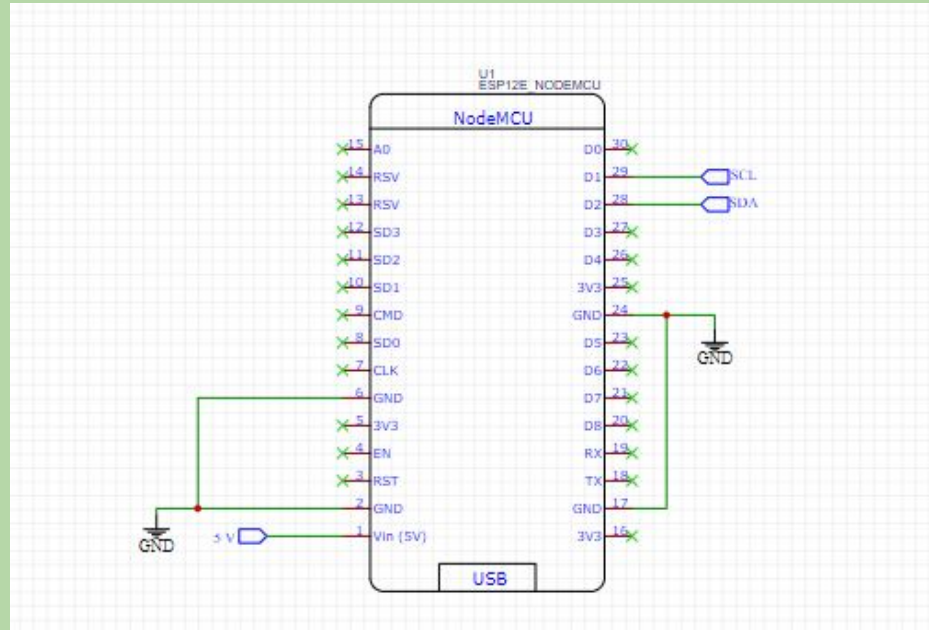 U1
ESP12E_NODEMCU
NodeMCU
15 A0 D0 30
14 RSV D1 29 SCL
13 RSV D2 28 SDA
12 SD3 D3 27
11 SD2 D4 26
10 SD1 3V3 25
9 CMD GND 24
8 SD0 D5 23
GND
7 CLK D6 22
6 GND D7 21
5 3V3 D8 20
4 EN RX 19
3 RST TX 18
2 GND GND 17
GND
5 V 1 Vin (5V) 3V3 16
USB